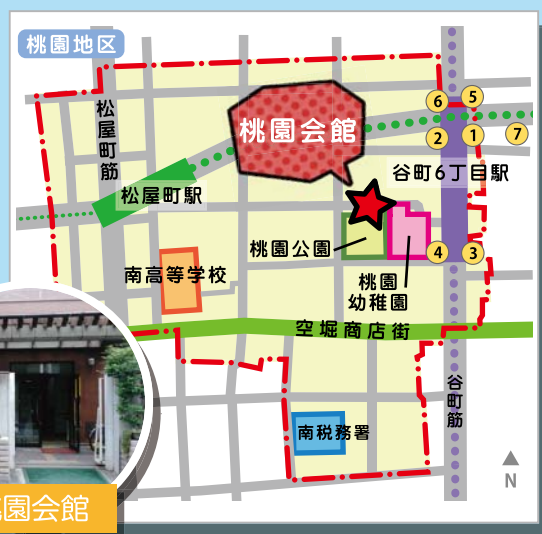 桃園地区
松屋町筋
6
5
桃園会館
2
1
7
谷町6丁目駅
松屋町駅
桃園公園
4
3
南高等学校
桃園
幼稚園
空堀商店街
谷町筋
南税務署
N
園会館